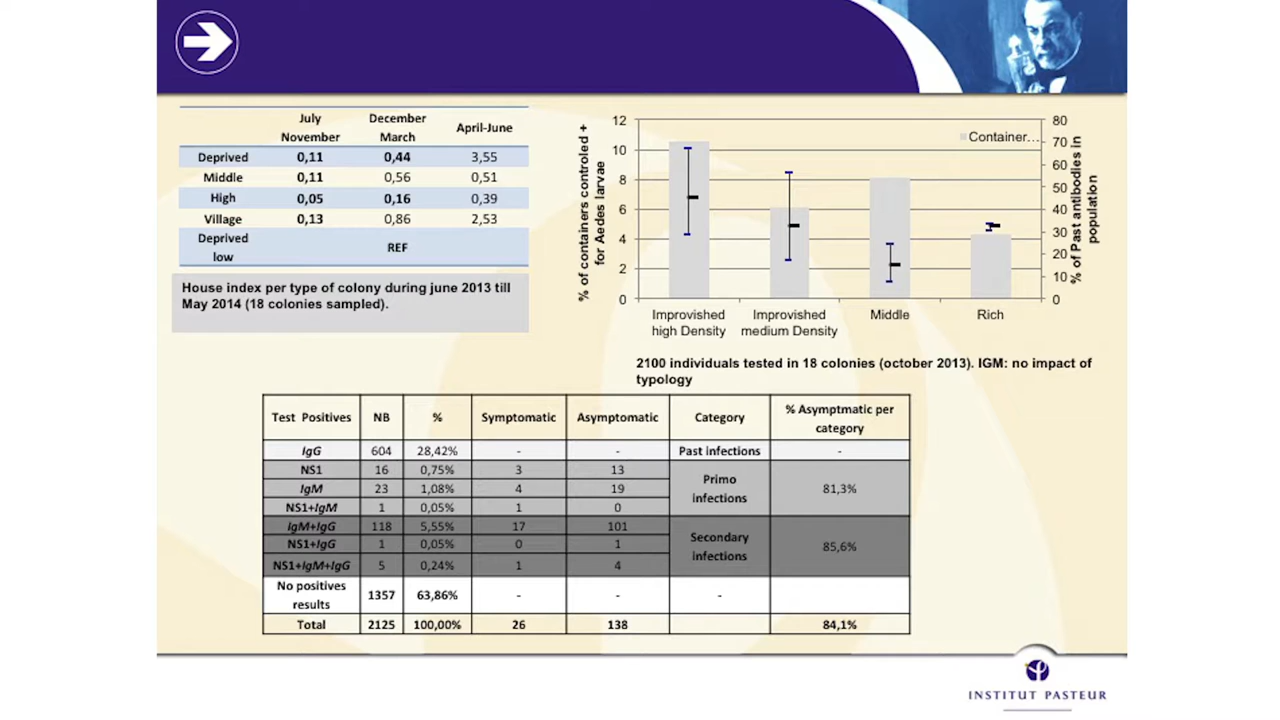 July November December March April-June
Deprived 0,11 0,44 3,55
Middle 0,11 0,56 0,51
High 0,05 0,16 0,39
Village 0,13 0,86 2,53
Deprived low REF
House index per type of colony during june 2013 till
May 2014 (18 colonies sampled).
% of containers controled +
for Aedes larvae
12
10
8
6
4
2
0
Container…
80
70
60
50
40
30
20
10
0
% of Past antibodies in
population
Improvished
high Density
Improvished
medium Density
Middle
Rich
2100 individuals tested in 18 colonies (october 2013). IGM: no impact of
typology
Test Positives NB % Symptomatic Asymptomatic Category % Asymptmatic per category
IgG 604 28,42% - - Past infections -
NS1 16 0,75% 3 13 Primo infections 81,3%
IgM 23 1,08% 4 19
NS1+IgM 1 0,05% 1 0
IgM+IgG 118 5,55% 17 101 Secondary infections 85,6%
NS1+IgG 1 0,05% 0 1
NS1+IgM+IgG 5 0,24% 1 4
No positives results 1357 63,86% - - -
Total 2125 100,00% 26 138 84,1%
INSTITUT PASTEUR